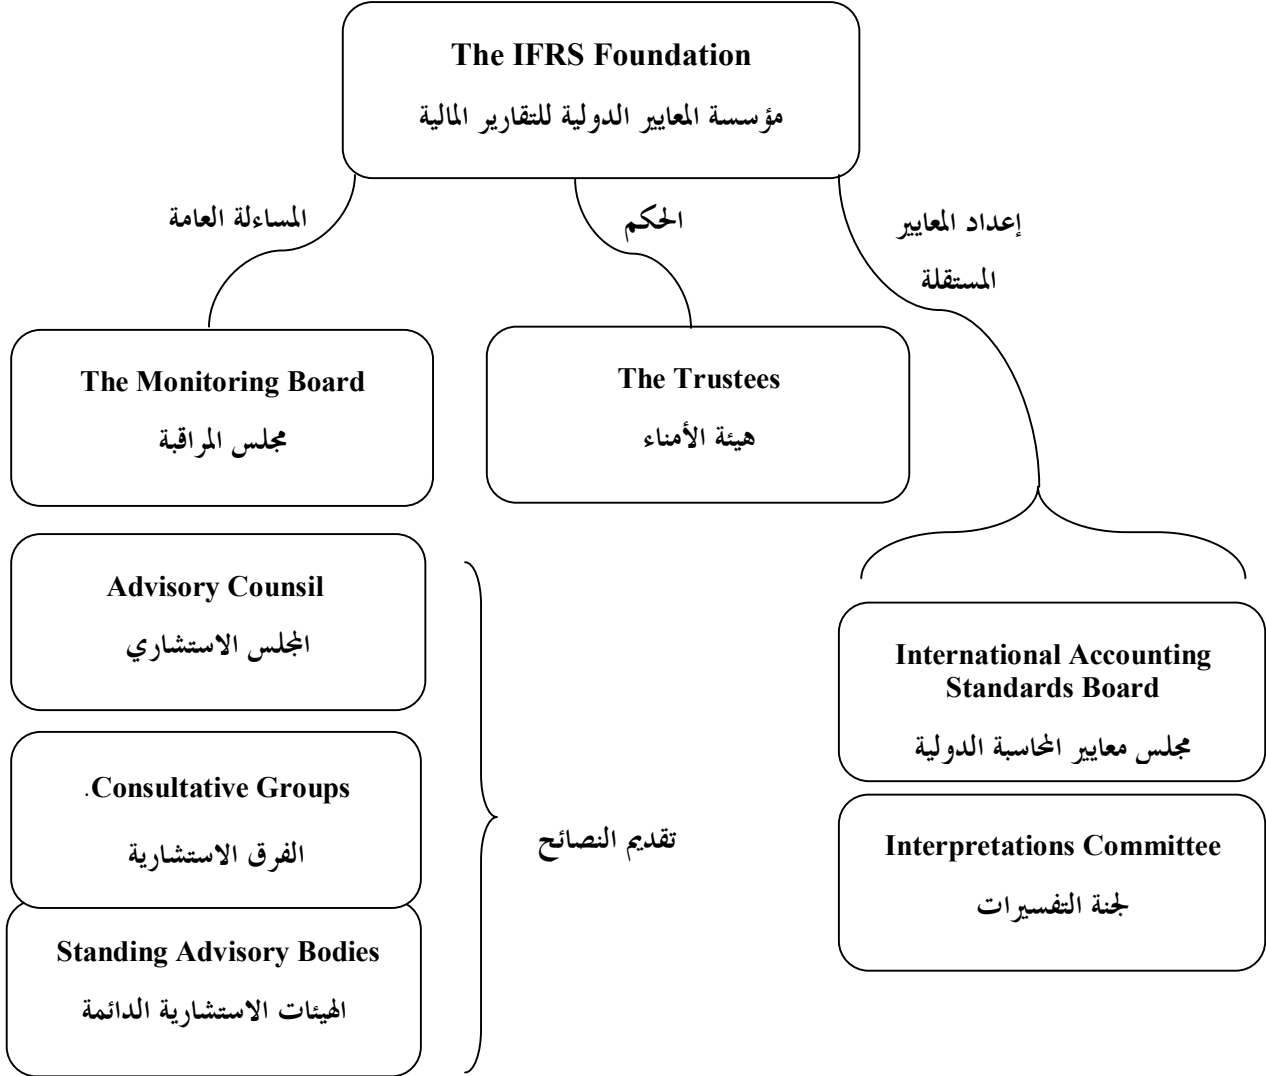 The IFRS Foundation
مؤسسة المعايير الدولية للتقارير المالية
المساءلة العامة
الحكم
إعداد المعايير
المستقلة
The Monitoring Board
مجلس المراقبة
The Trustees
هيئة الأمناء
Advisory Counsil
المجلس الاستشاري
.Consultative Groups
الفرق الاستشارية
Standing Advisory Bodies
الهيئات الاستشارية الدائمة
تقديم النصائح
International Accounting
Standards Board
مجلس معايير المحاسبة الدولية
Interpretations Committee
لجنة التفسيرات